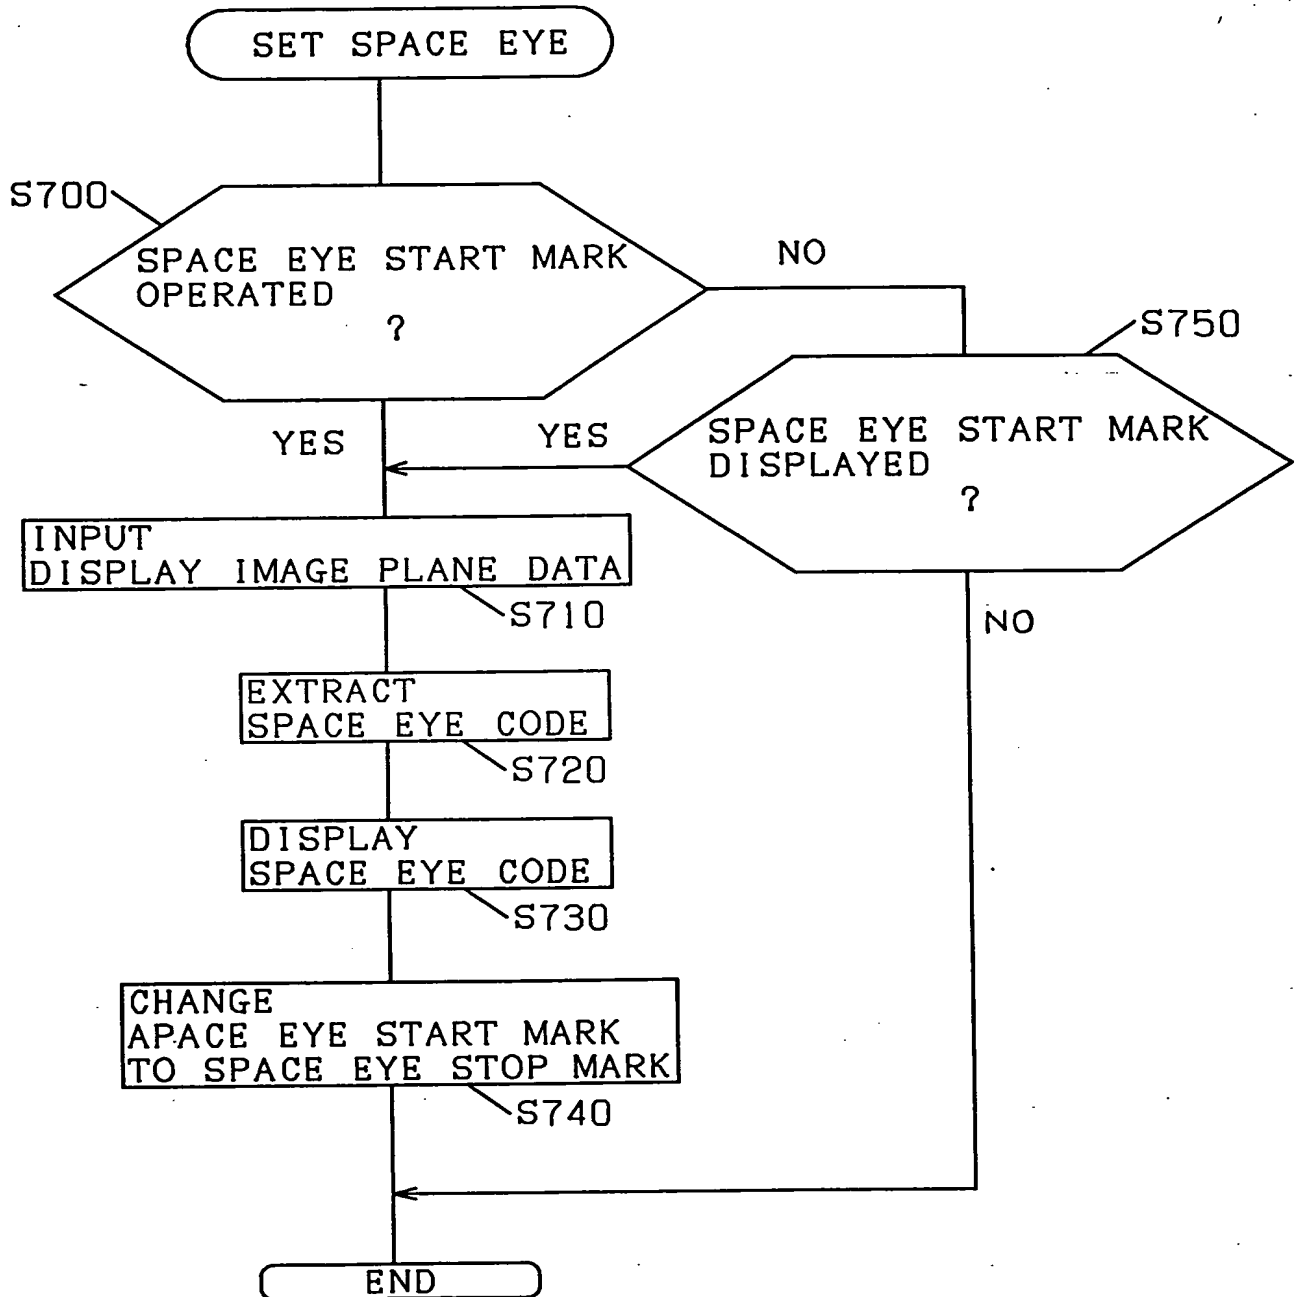 SET SPACE EYE
S700
SPACE EYE START MARK
OPERATED
?
NO
S750
YES
YES
SPACE EYE START MARK
DISPLAYED
?
INPUT
DISPLAY IMAGE PLANE DATA
S710
NO
EXTRACT
SPACE EYE CODE
S720
DISPLAY
SPACE EYE CODE
S730
CHANGE
APACE EYE START MARK
TO SPACE EYE STOP MARK
S740
END